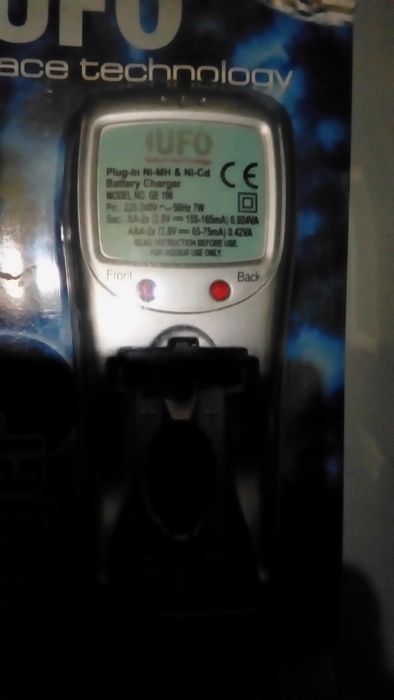 UFO
ace technology
UFO
Plug-in Ni-MH & Ni-Cd
Battery Charger
CE
MODEL NO. GE 108
Pri. 220-240V ~ 50Hz 7W
Sec. AA-2x (2.8V ⎓ 155-165mA) 0.924VA
AAA-2x (2.8V ⎓ 65-75mA) 0.42VA
READ INSTRUCTION BEFORE USE.
FOR INDOOR USE ONLY
Front
Back